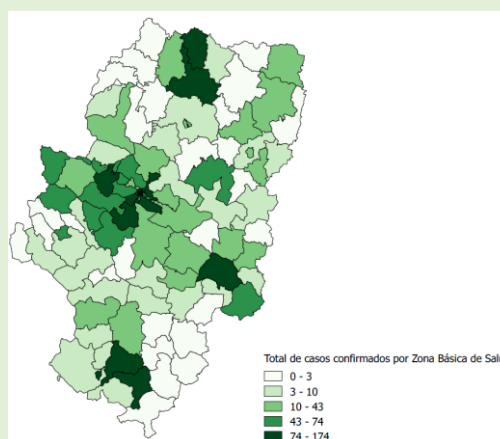 Total de casos confirmados por Zona Básica de Salu
0 - 3
3 - 10
10 - 43
43 - 74
74 - 174